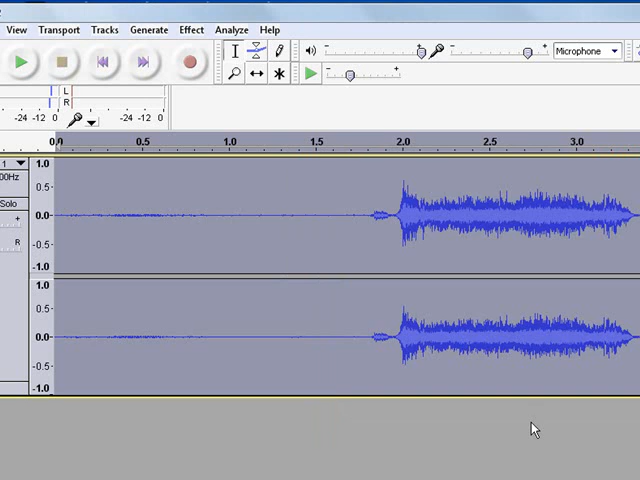 View Transport Tracks Generate Effect Analyze Help
- + - + Microphone
- +
L
R
-24 -12 0 -24 -12 0
0.0 0.5 1.0 1.5 2.0 2.5 3.0
1 1.0
00Hz 0.5
Solo
+ 0.0
R -0.5
-1.0
1.0
0.5
0.0
-0.5
-1.0